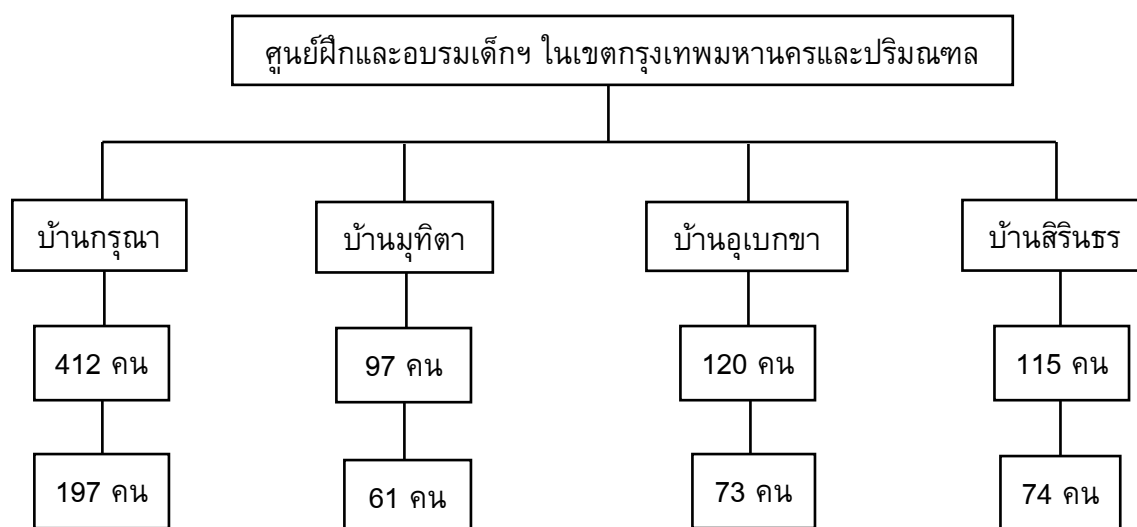 ศูนย์ฝึกและอบรมเด็กฯ ในเขตกรุงเทพมหานครและปริมณฑล
บ้านกรุณา
บ้านมุทิตา
บ้านอุเบกขา
บ้านสิรินธร
412 คน
97 คน
120 คน
115 คน
197 คน
61 คน
73 คน
74 คน